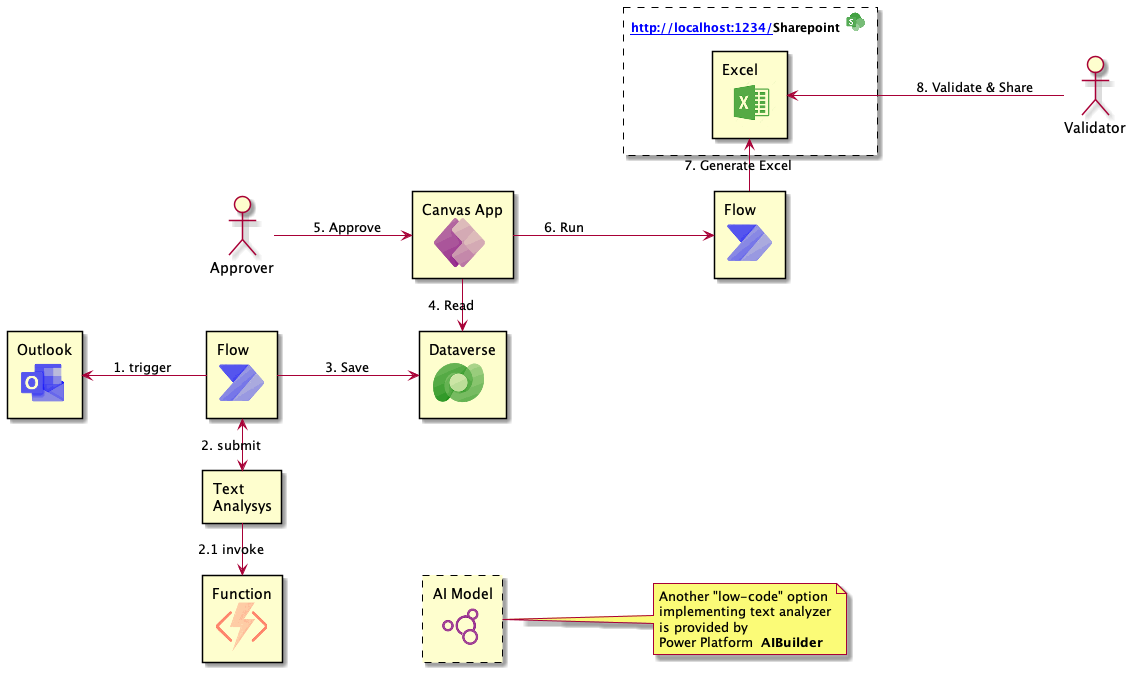 http://localhost:1234/Sharepoint
Excel
8. Validate & Share
Validator
7. Generate Excel
Canvas App
Flow
5. Approve
6. Run
Approver
4. Read
Outlook
Flow
Dataverse
1. trigger
3. Save
2. submit
Text
Analysys
2.1 invoke
Function
AI Model
Another "low-code" option
implementing text analyzer
is provided by
Power Platform AIBuilder